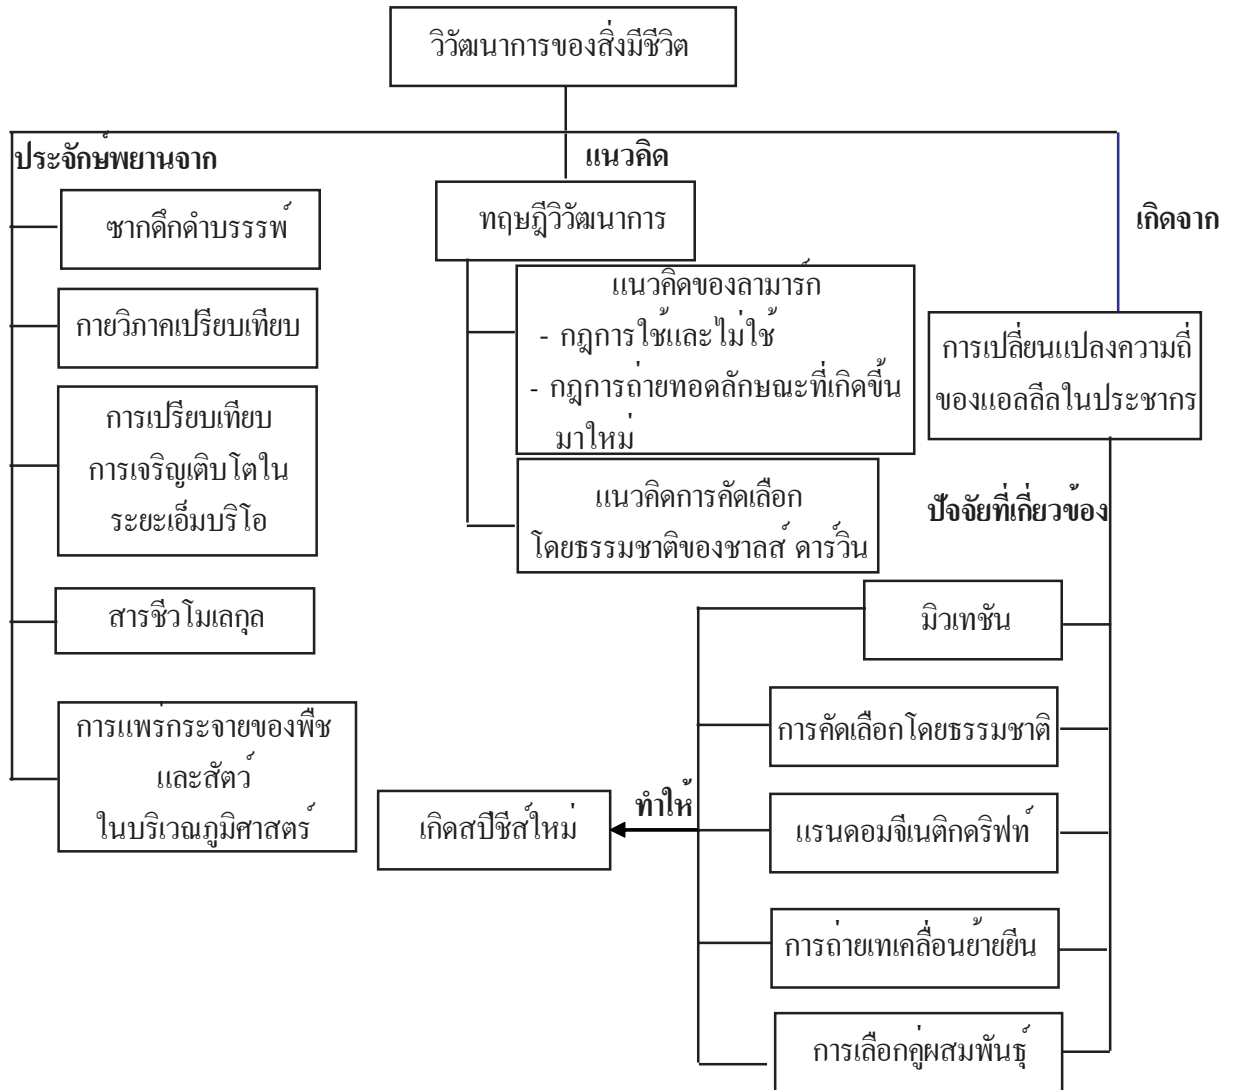 วิวัฒนาการของสิ่งมีชีวิต
ประจักษ์พยานจาก
ซากดึกดำบรรรพ์
กายวิภาคเปรียบเทียบ
การเปรียบเทียบ
การเจริญเติบโตใน
ระยะเอ็มบริโอ
สารชีวโมเลกุล
การแพร่กระจายของพืช
และสัตว์
ในบริเวณภูมิศาสตร์
แนวคิด
ทฤษฎีวิวัฒนาการ
แนวคิดของลามาร์ก
- กฎการใช้และไม่ใช้
- กฎการถ่ายทอดลักษณะที่เกิดขึ้น
มาใหม่
แนวคิดการคัดเลือก
โดยธรรมชาติของชาลส์ ดาร์วิน
เกิดจาก
การเปลี่ยนแปลงความถี่
ของแอลลีลในประชากร
ปัจจัยที่เกี่ยวข้อง
มิวเทชัน
การคัดเลือกโดยธรรมชาติ
แรนดอมจีเนติกดริฟท์
การถ่ายเทเคลื่อนย้ายยีน
การเลือกคู่ผสมพันธุ์
ทำให้
เกิดสปีชีส์ใหม่